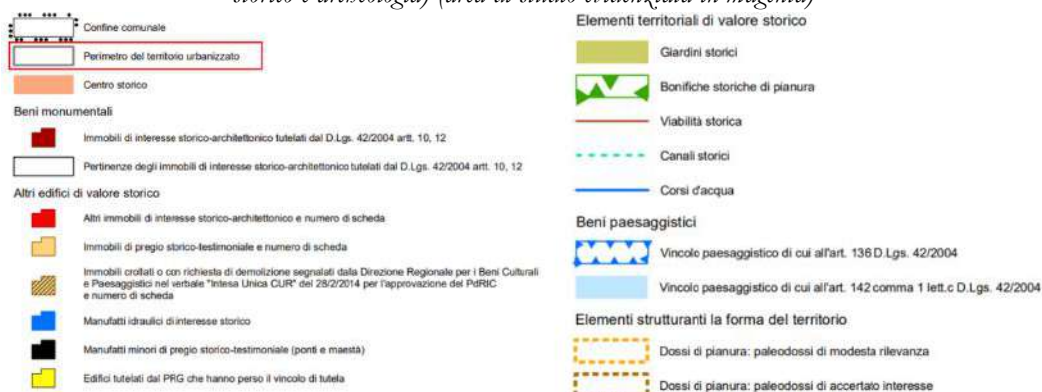 storico e archeologia) (area di studio evidenziata in magenta)
Confine comunale
Perimetro del territorio urbanizzato
Centro storico
Beni monumentali
Immobili di interesse storico-architettonico tutelati dal D.Lgs. 42/2004 artt. 10, 12
Pertinenze degli immobili di interesse storico-architettonico tutelati dal D.Lgs. 42/2004 artt. 10, 12
Altri edifici di valore storico
Altri immobili di interesse storico-architettonico e numero di scheda
Immobili di pregio storico-testimoniale e numero di scheda
Immobili crollati o con richiesta di demolizione segnalati dalla Direzione Regionale per i Beni Culturali
e Paesaggistici nel verbale "Intesa Unica CUR" del 28/2/2014 per l'approvazione del PdRIC
e numero di scheda
Manufatti idraulici di interesse storico
Manufatti minori di pregio storico-testimoniale (ponti e maestà)
Edifici tutelati dal PRG che hanno perso il vincolo di tutela
Elementi territoriali di valore storico
Giardini storici
Bonifiche storiche di pianura
Viabilità storica
Canali storici
Corsi d'acqua
Beni paesaggistici
Vincolo paesaggistico di cui all'art. 136 D.Lgs. 42/2004
Vincolo paesaggistico di cui all'art. 142 comma 1 lett.c D.Lgs. 42/2004
Elementi strutturanti la forma del territorio
Dossi di pianura: paleodossi di modesta rilevanza
Dossi di pianura: paleodossi di accertato interesse